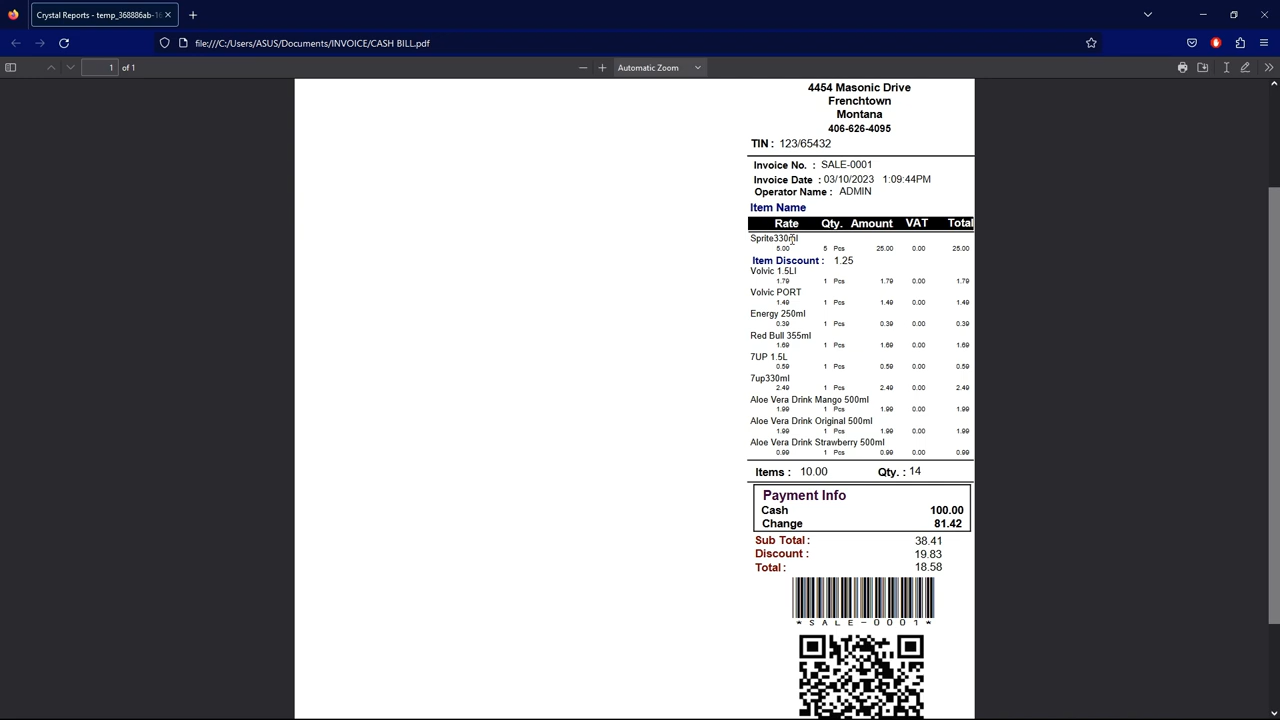 Crystal Reports - temp_368886ab-16
file:///C:/Users/ASUS/Documents/INVOICE/CASH BILL.pdf
1 of 1
Automatic Zoom
4454 Masonic Drive
Frenchtown
Montana
406-626-4095
TIN : 123/65432
Invoice No. : SALE-0001
Invoice Date : 03/10/2023 1:09:44PM
Operator Name : ADMIN
Item Name
Rate Qty. Amount VAT Total
Sprite330ml
5.00 5 Pcs 25.00 0.00 25.00
Item Discount : 1.25
Volvic 1.5LI
1.79 1 Pcs 1.79 0.00 1.79
Volvic PORT
1.49 1 Pcs 1.49 0.00 1.49
Energy 250ml
0.39 1 Pcs 0.39 0.00 0.39
Red Bull 355ml
1.69 1 Pcs 1.69 0.00 1.69
7UP 1.5L
0.59 1 Pcs 0.59 0.00 0.59
7up330ml
2.49 1 Pcs 2.49 0.00 2.49
Aloe Vera Drink Mango 500ml
1.99 1 Pcs 1.99 0.00 1.99
Aloe Vera Drink Original 500ml
1.99 1 Pcs 1.99 0.00 1.99
Aloe Vera Drink Strawberry 500ml
0.99 1 Pcs 0.99 0.00 0.99
Items : 10.00 Qty. : 14
Payment Info
Cash 100.00
Change 81.42
Sub Total : 38.41
Discount : 19.83
Total : 18.58
*SALE-0001*